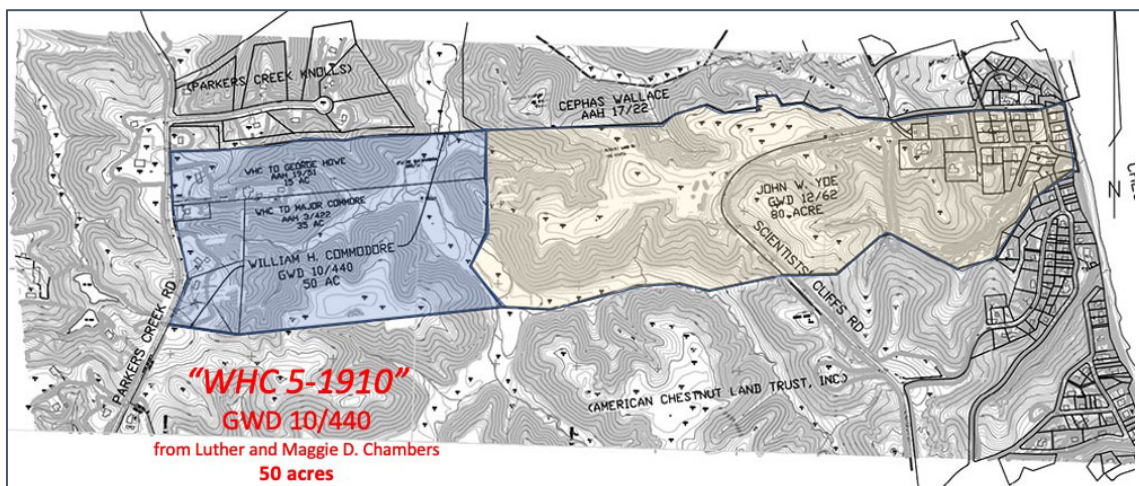 (PARKERS CREEK KNOLLS)
CEPHAS WALLACE
AAH 17/22
WHC TO GEORGE HOWE
AAH 19/51
15 AC
WHC TO MAJOR COMMORE
AAH 3/422
35 AC
WILLIAM H. COMMODORE
GWD 10/440
50 AC
JOHN W. YOE
GWD 12/62
80 ACRE
SCIENTISTS' CLIFFS RD
N
PARKERS CREEK RD
(AMERICAN CHESTNUT LAND TRUST, INC.)
"WHC 5-1910"
GWD 10/440
from Luther and Maggie D. Chambers
50 acres